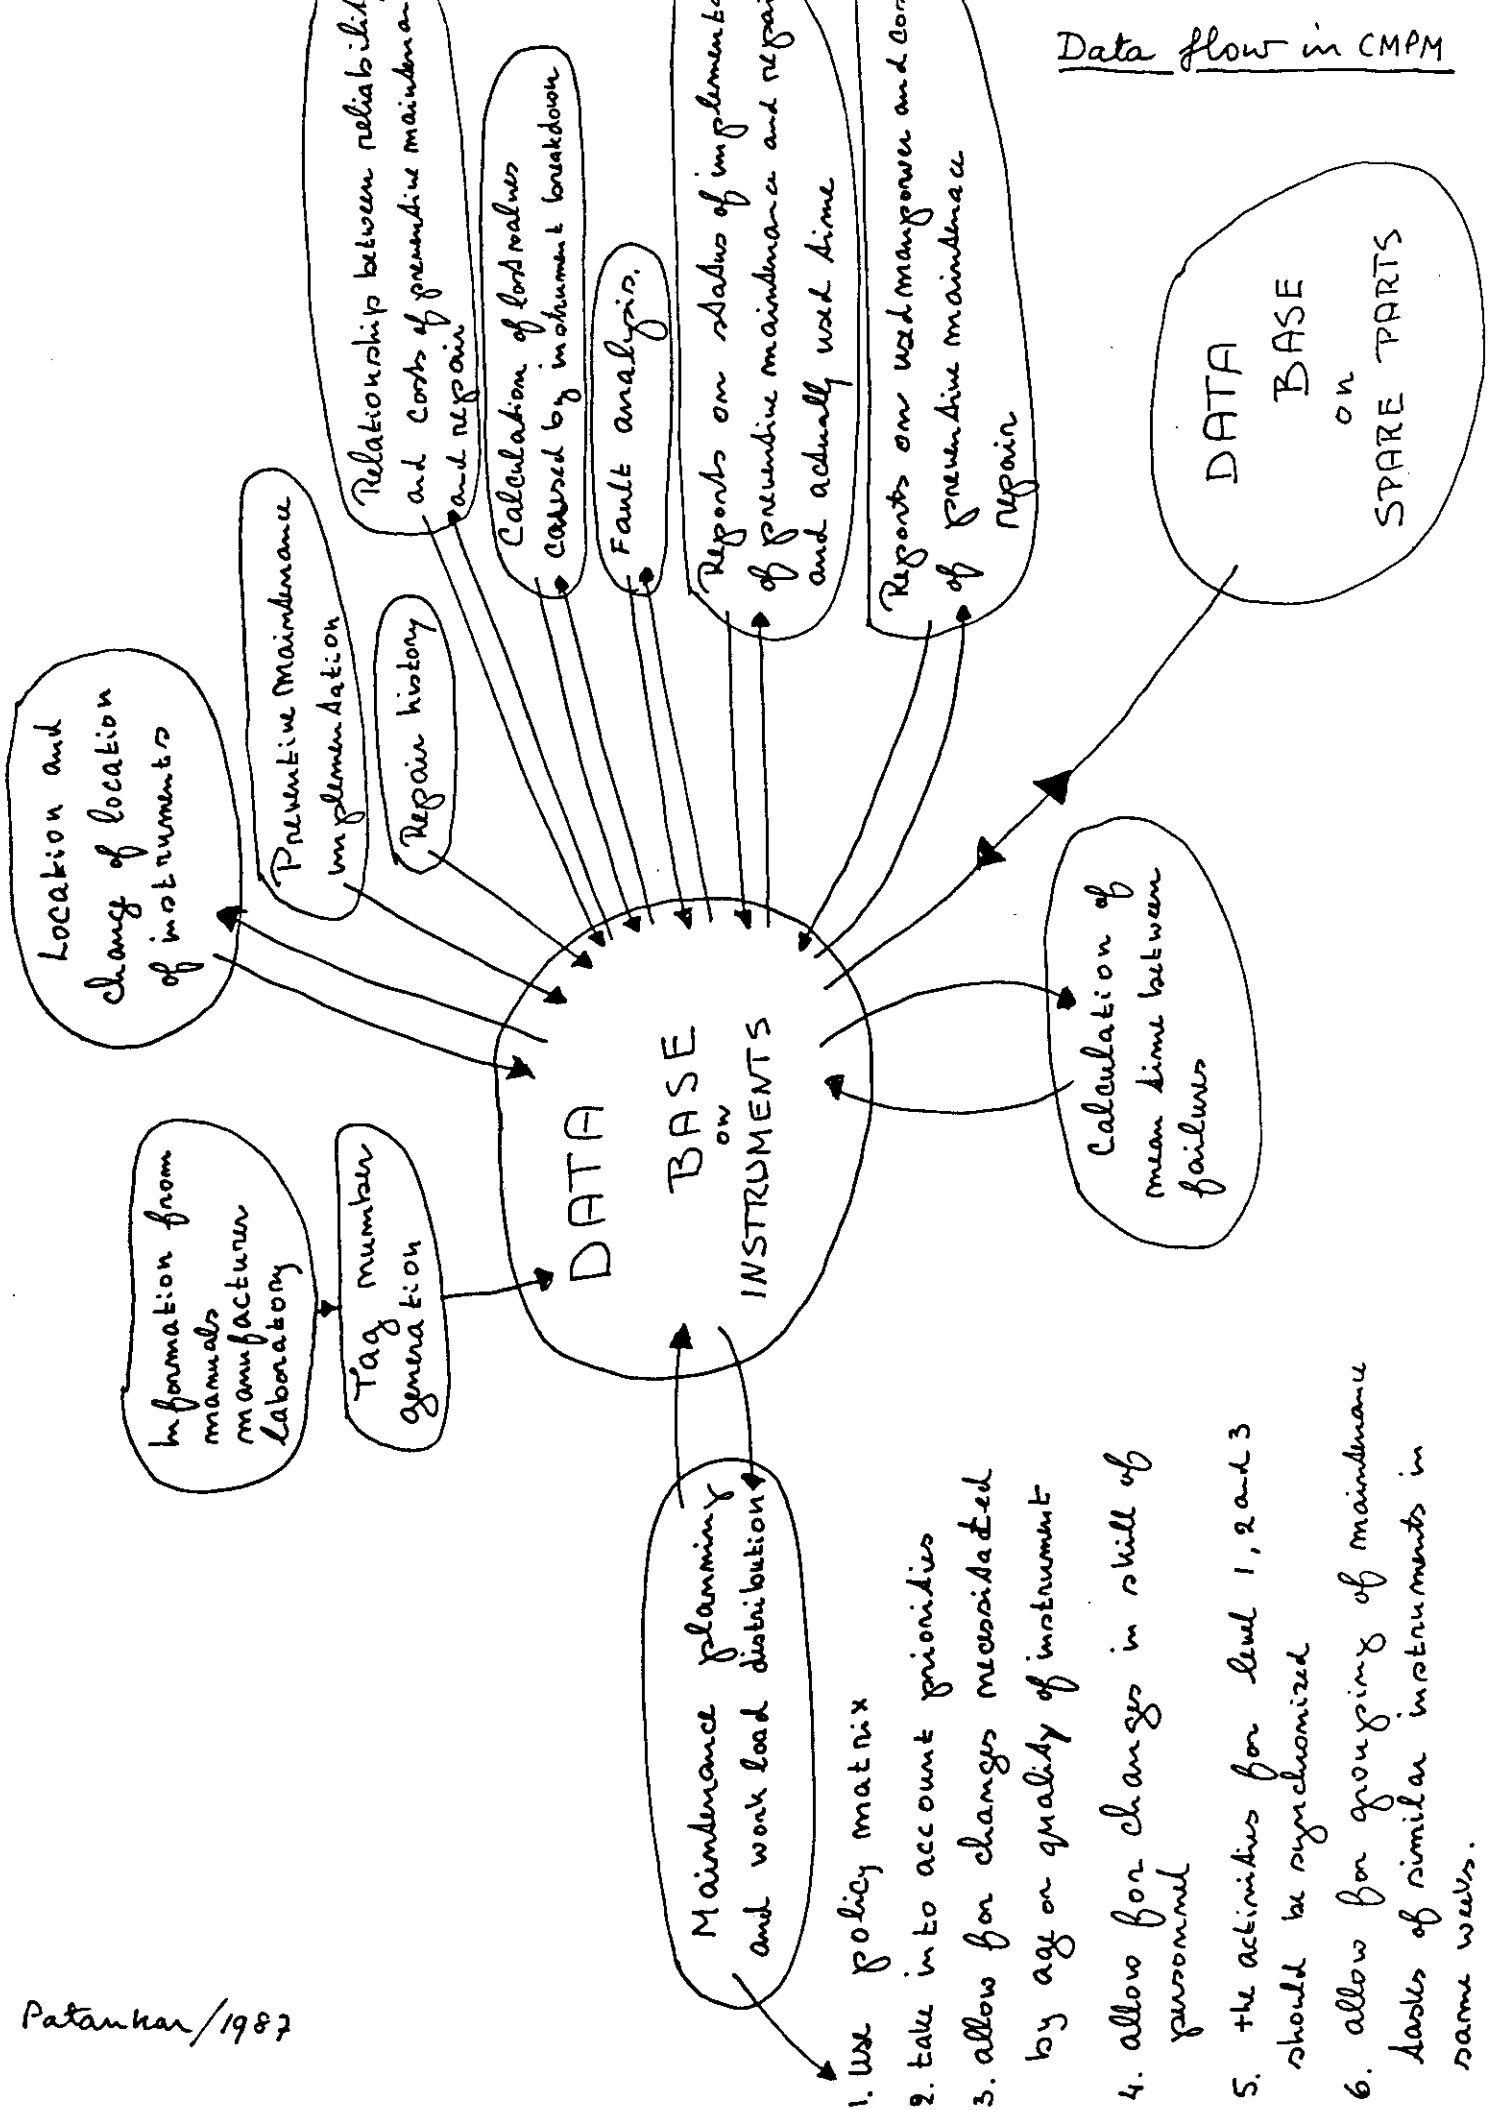 Data flow in CMPM
Patankar/1987
Information from
manuals
manufacturer
laboratory
Tag number
generation
Location and
change of location
of instruments
Preventive maintenance
implementation
Repair history
Relationship between
and costs of preventive
and repair
Calculation of lost values
caused by instrument breakdown
Fault analysis.
Reports on status of
of preventive maintenance and
and actually used time
Reports on used manpower and
of preventive maintenace
repair
DATA
BASE
on
INSTRUMENTS
DATA
BASE
on
SPARE PARTS
Calculation of
mean time between
failures
Maintenance planning
and work load distribution
1. Use policy matrix
2. take into account priorities
3. allow for changes necessitated
by age or quality of instrument
4. allow for changes in skill of
personnel
5. the activities for level 1, 2 and 3
should be synchronized
6. allow for grouping of maintenance
tasks of similar instruments in
same weeks.